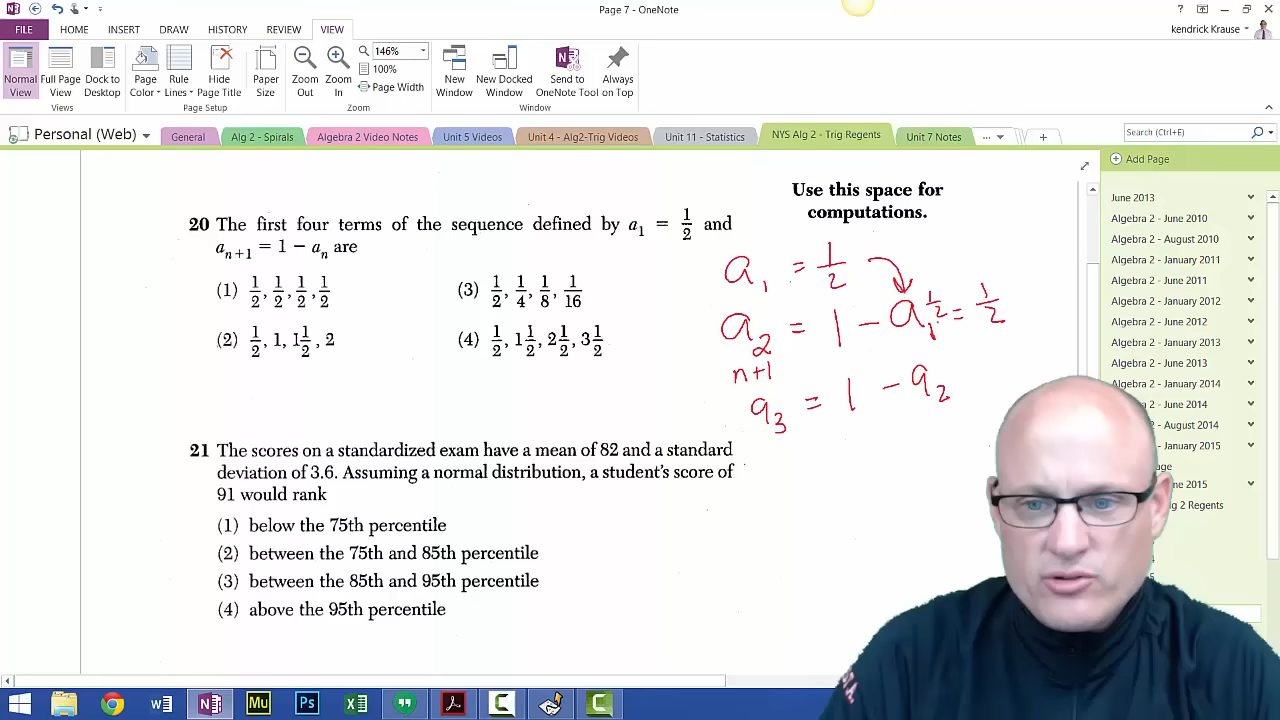 Page 7 - OneNote
?
FILE HOME INSERT DRAW HISTORY REVIEW VIEW
kendrick Krause
Normal View
Full Page View
Dock to Desktop
Page Color
Rule Lines
Hide Page Title
Paper Size
Zoom Out
Zoom In
146%
100%
Page Width
New Window
New Docked Window
Send to OneNote Tool
Always on Top
Views Page Setup Zoom Window
Personal (Web) General Alg 2 - Spirals Algebra 2 Video Notes Unit 5 Videos Unit 4 - Alg2-Trig Videos Unit 11 - Statistics NYS Alg 2 - Trig Regents Unit 7 Notes ... +
Search (Ctrl+E)
Add Page
June 2013
Algebra 2 - June 2010
Algebra 2 - August 2010
Algebra 2 - January 2011
Algebra 2 - June 2011
Algebra 2 - January 2012
Algebra 2 - June 2012
Algebra 2 - January 2013
Algebra 2 - June 2013
Algebra 2 - January 2014
- June 2014
August 2014
January 2015
age
ne 2015
g 2 Regents
Use this space for
computations.
20 The first four terms of the sequence defined by a₁ = 1/2 and
aₙ₊₁ = 1 − aₙ are
(1) 1/2, 1/2, 1/2, 1/2 (3) 1/2, 1/4, 1/8, 1/16
(2) 1/2, 1, 1 1/2, 2 (4) 1/2, 1 1/2, 2 1/2, 3 1/2
a₁ = 1/2
a₂ = 1 − a₁ 1/2 = 1/2
n+1
a₃ = 1 − a₂
21 The scores on a standardized exam have a mean of 82 and a standard
deviation of 3.6. Assuming a normal distribution, a student's score of
91 would rank
(1) below the 75th percentile
(2) between the 75th and 85th percentile
(3) between the 85th and 95th percentile
(4) above the 95th percentile
Mu Ps